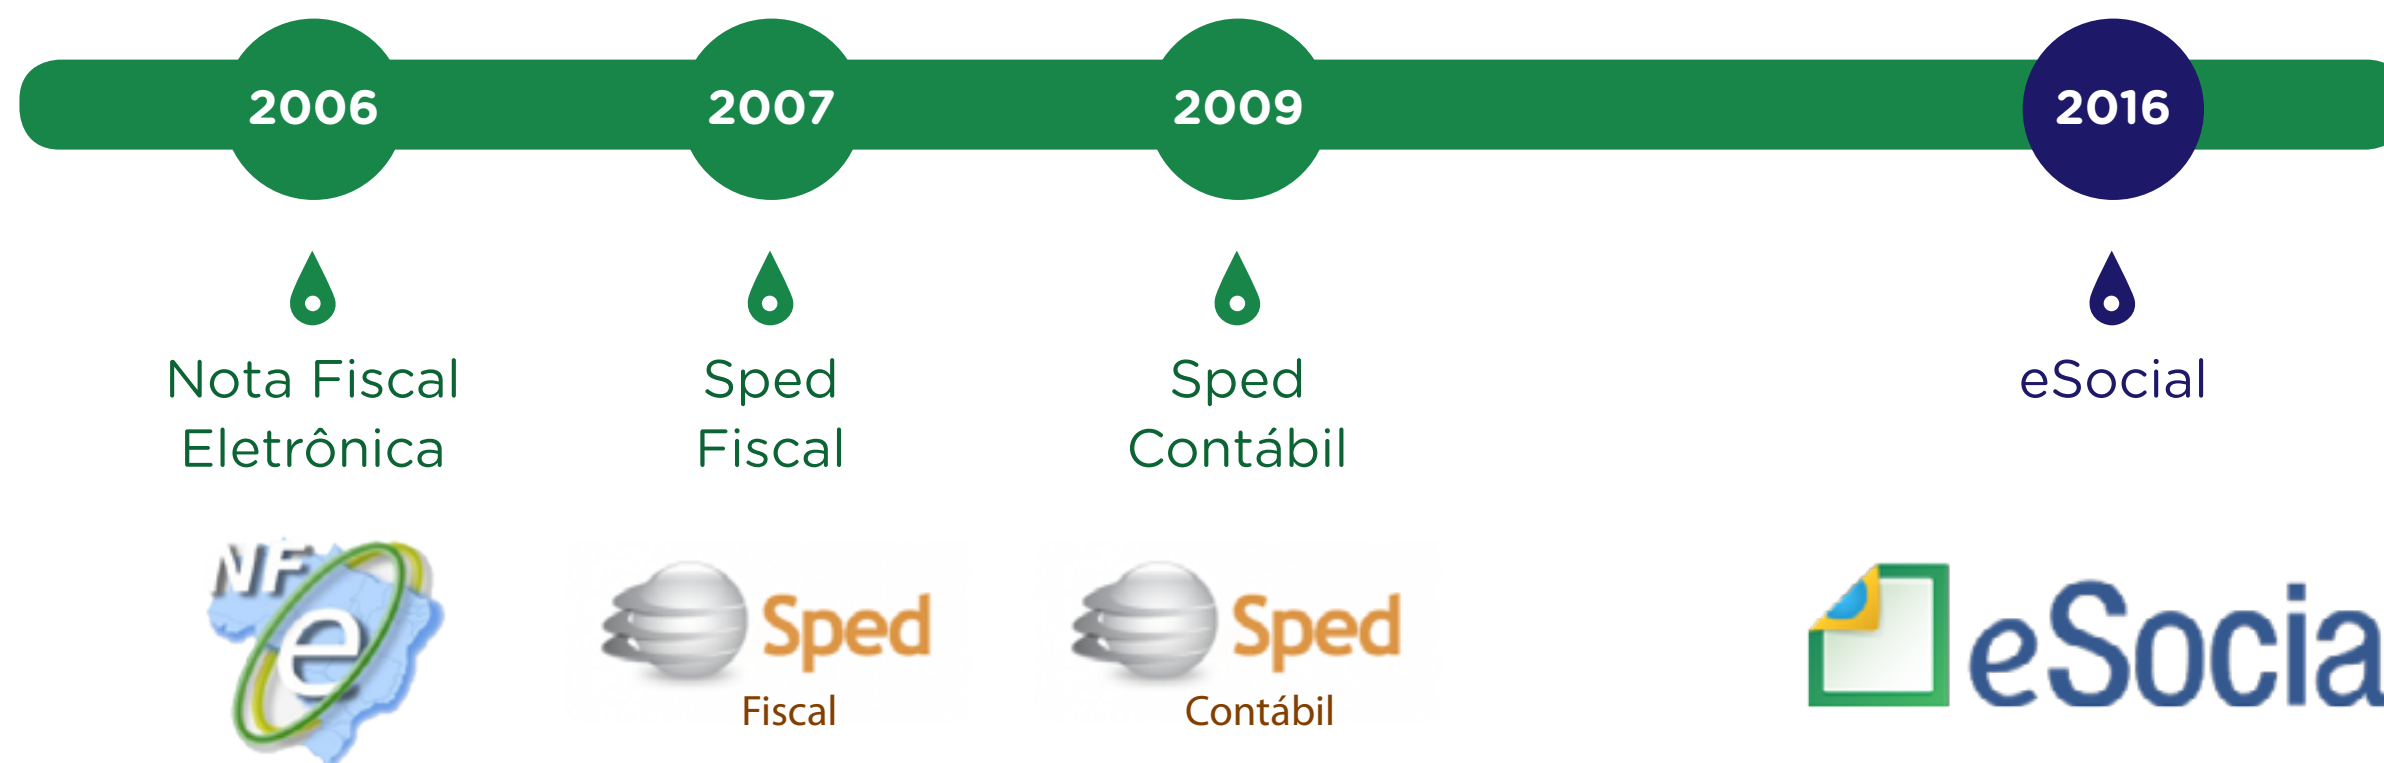 2006 2007 2009 2016
Nota Fiscal
Eletrônica
Sped
Fiscal
Sped
Contábil
eSocial
NF
e
Sped
Fiscal
Sped
Contábil
eSocia